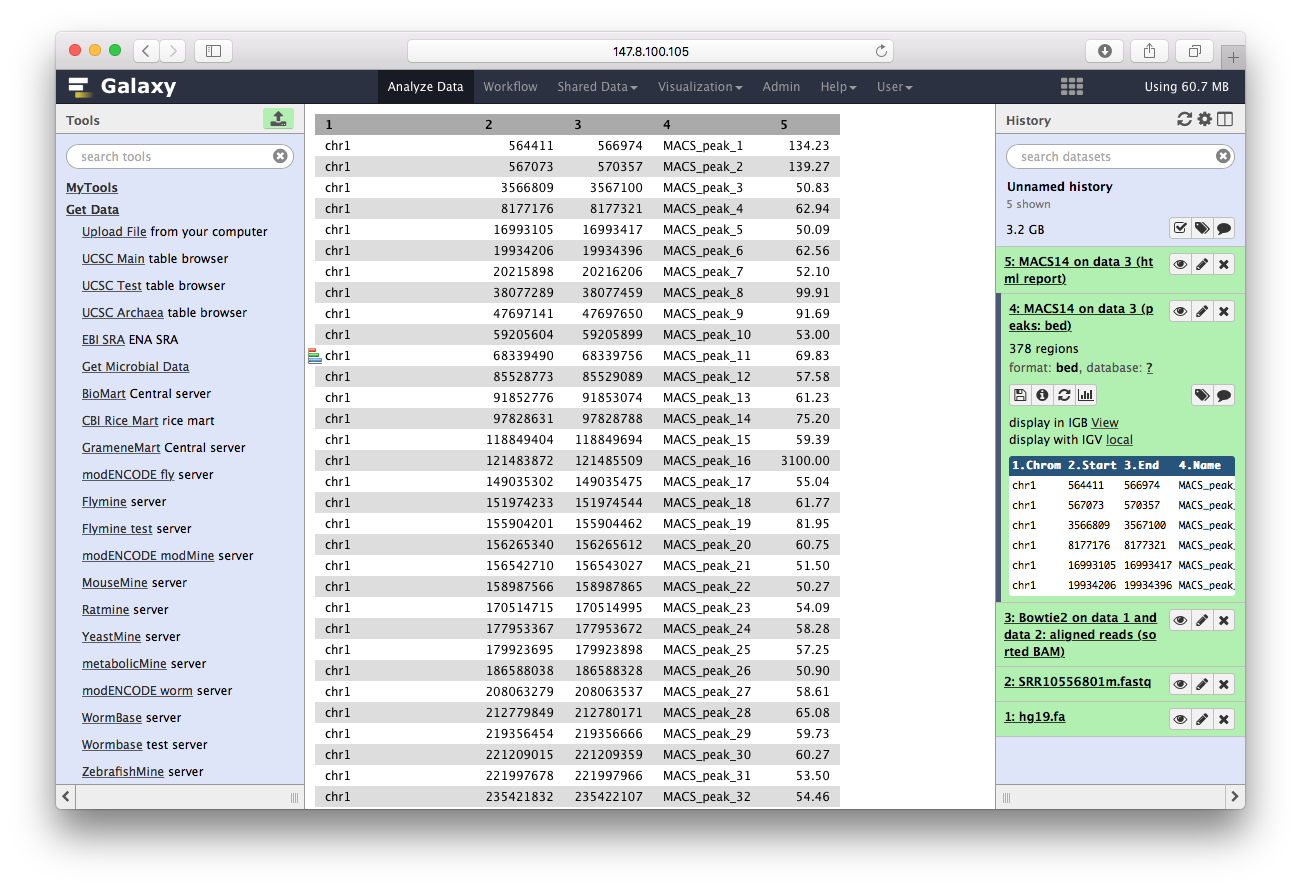 147.8.100.105
Galaxy
Analyze Data Workflow Shared Data Visualization Admin Help User Using 60.7 MB
Tools
search tools
MyTools
Get Data
Upload File from your computer
UCSC Main table browser
UCSC Test table browser
UCSC Archaea table browser
EBI SRA ENA SRA
Get Microbial Data
BioMart Central server
CBI Rice Mart rice mart
GrameneMart Central server
modENCODE fly server
Flymine server
Flymine test server
modENCODE modMine server
MouseMine server
Ratmine server
YeastMine server
metabolicMine server
modENCODE worm server
WormBase server
Wormbase test server
ZebrafishMine server
1 2 3 4 5
chr1 564411 566974 MACS_peak_1 134.23
chr1 567073 570357 MACS_peak_2 139.27
chr1 3566809 3567100 MACS_peak_3 50.83
chr1 8177176 8177321 MACS_peak_4 62.94
chr1 16993105 16993417 MACS_peak_5 50.09
chr1 19934206 19934396 MACS_peak_6 62.56
chr1 20215898 20216206 MACS_peak_7 52.10
chr1 38077289 38077459 MACS_peak_8 99.91
chr1 47697141 47697650 MACS_peak_9 91.69
chr1 59205604 59205899 MACS_peak_10 53.00
chr1 68339490 68339756 MACS_peak_11 69.83
chr1 85528773 85529089 MACS_peak_12 57.58
chr1 91852776 91853074 MACS_peak_13 61.23
chr1 97828631 97828788 MACS_peak_14 75.20
chr1 118849404 118849694 MACS_peak_15 59.39
chr1 121483872 121485509 MACS_peak_16 3100.00
chr1 149035302 149035475 MACS_peak_17 55.04
chr1 151974233 151974544 MACS_peak_18 61.77
chr1 155904201 155904462 MACS_peak_19 81.95
chr1 156265340 156265612 MACS_peak_20 60.75
chr1 156542710 156543027 MACS_peak_21 51.50
chr1 158987566 158987865 MACS_peak_22 50.27
chr1 170514715 170514995 MACS_peak_23 54.09
chr1 177953367 177953672 MACS_peak_24 58.28
chr1 179923695 179923898 MACS_peak_25 57.25
chr1 186588038 186588328 MACS_peak_26 50.90
chr1 208063279 208063537 MACS_peak_27 58.61
chr1 212779849 212780171 MACS_peak_28 65.08
chr1 219356454 219356666 MACS_peak_29 59.73
chr1 221209015 221209359 MACS_peak_30 60.27
chr1 221997678 221997966 MACS_peak_31 53.50
chr1 235421832 235422107 MACS_peak_32 54.46
History
search datasets
Unnamed history
5 shown
3.2 GB
5: MACS14 on data 3 (ht
ml report)
4: MACS14 on data 3 (p
eaks: bed)
378 regions
format: bed, database: ?
display in IGB View
display with IGV local
1.Chrom 2.Start 3.End 4.Name
chr1 564411 566974 MACS_peak_
chr1 567073 570357 MACS_peak_
chr1 3566809 3567100 MACS_peak_
chr1 8177176 8177321 MACS_peak_
chr1 16993105 16993417 MACS_peak_
chr1 19934206 19934396 MACS_peak_
3: Bowtie2 on data 1 and
data 2: aligned reads (so
rted BAM)
2: SRR10556801m.fastq
1: hg19.fa